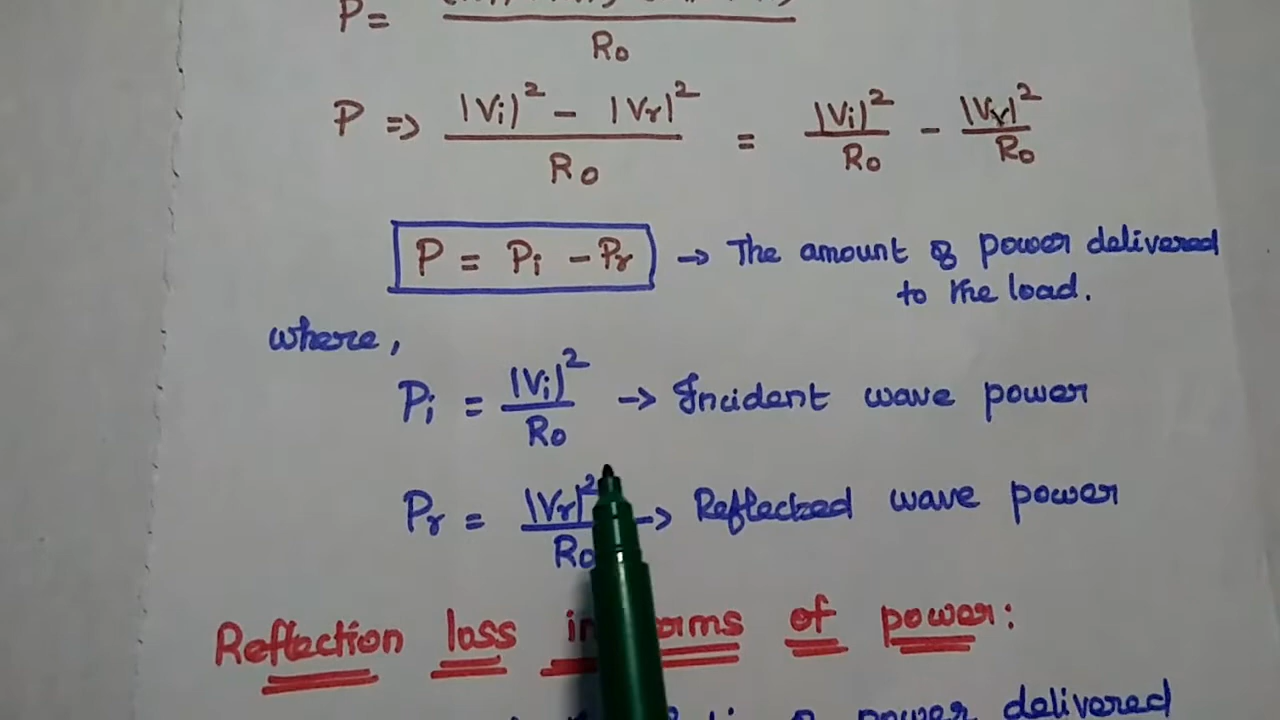 P =
R₀
P => |Vi|² - |Vr|² / R₀ = |Vi|² / R₀ - |Vr|² / R₀
P = Pi - Pr → The amount of power delivered
to the load.
where,
Pi = |Vi|² / R₀ → Incident wave power
Pr = |Vr|² / R₀ → Reflected wave power
Reflection loss in of power:
power delivered